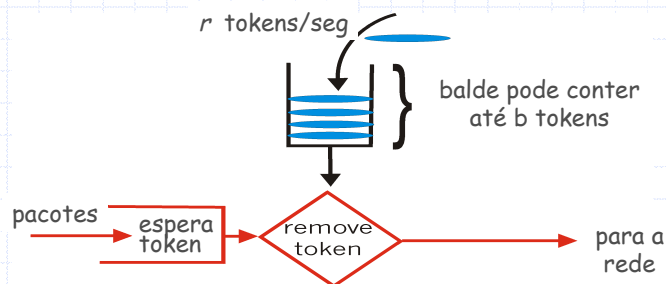 r tokens/seg
balde pode conter
até b tokens
pacotes
espera
token
remove
token
para a
rede